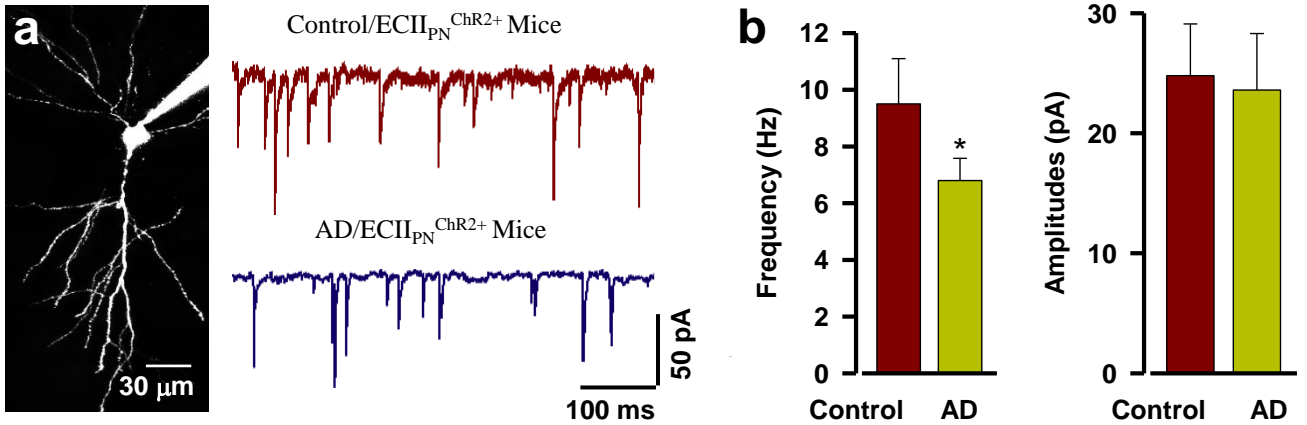 a
Control/ECII_PN^ChR2+ Mice
AD/ECII_PN^ChR2+ Mice
30 μm
50 pA
100 ms
b
Frequency (Hz)
12
10
8
6
4
2
0
*
Control AD
Amplitudes (pA)
30
20
10
0
Control AD